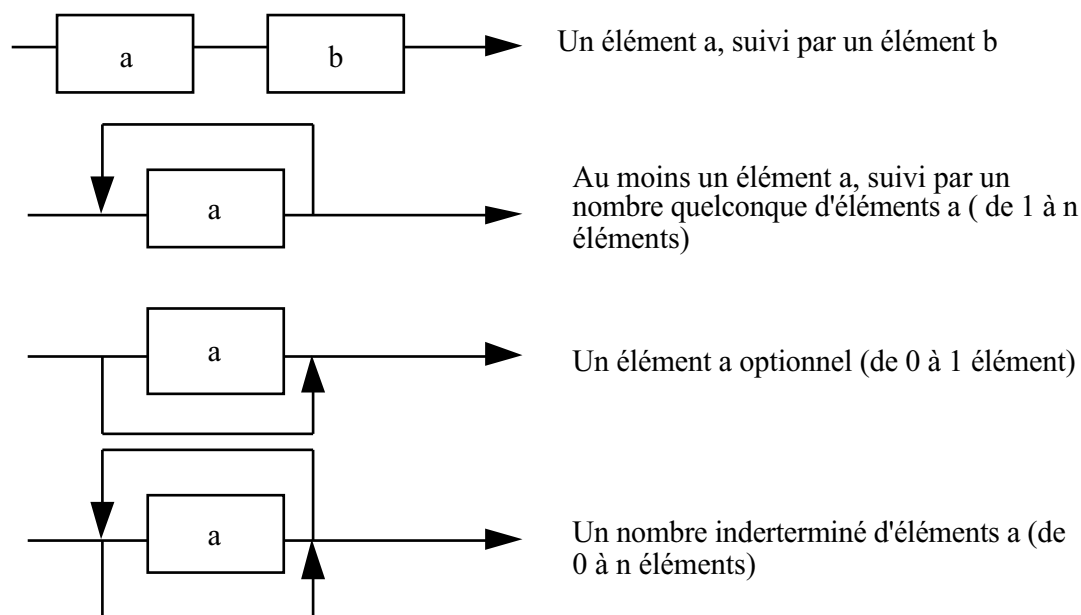 a
b
Un élément a, suivi par un élément b
a
Au moins un élément a, suivi par un
nombre quelconque d'éléments a ( de 1 à n
éléments)
a
Un élément a optionnel (de 0 à 1 élément)
a
Un nombre inderterminé d'éléments a (de
0 à n éléments)